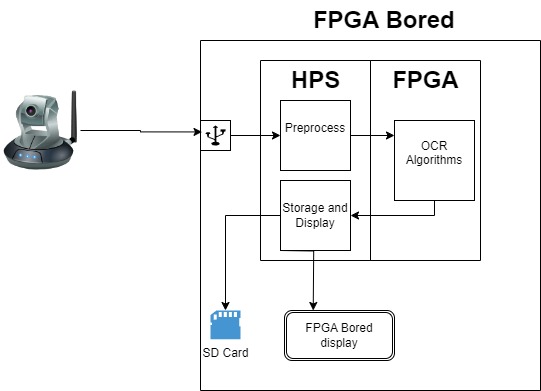 FPGA Bored
HPS
FPGA
Preprocess
OCR
Algorithms
Storage and
Display
SD Card
FPGA Bored
display